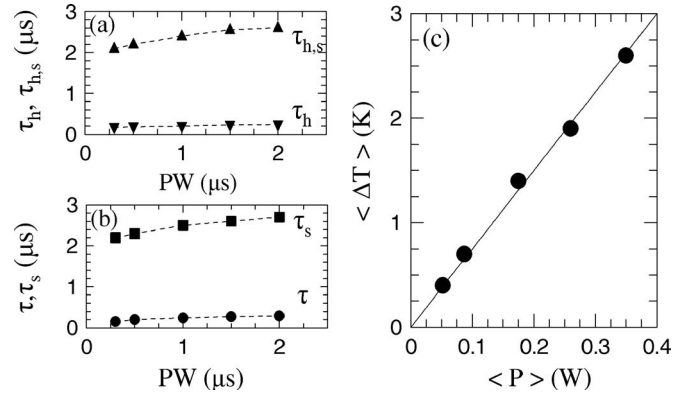 (a)
τh, τh,s (μs)
3
2
1
0
τh,s
τh
0 1 2
PW (μs)
(b)
τ,τs (μs)
3
2
1
0
τs
τ
0 1 2
PW (μs)
(c)
< ΔT > (K)
3
2
1
0
0 0.1 0.2 0.3 0.4
< P > (W)